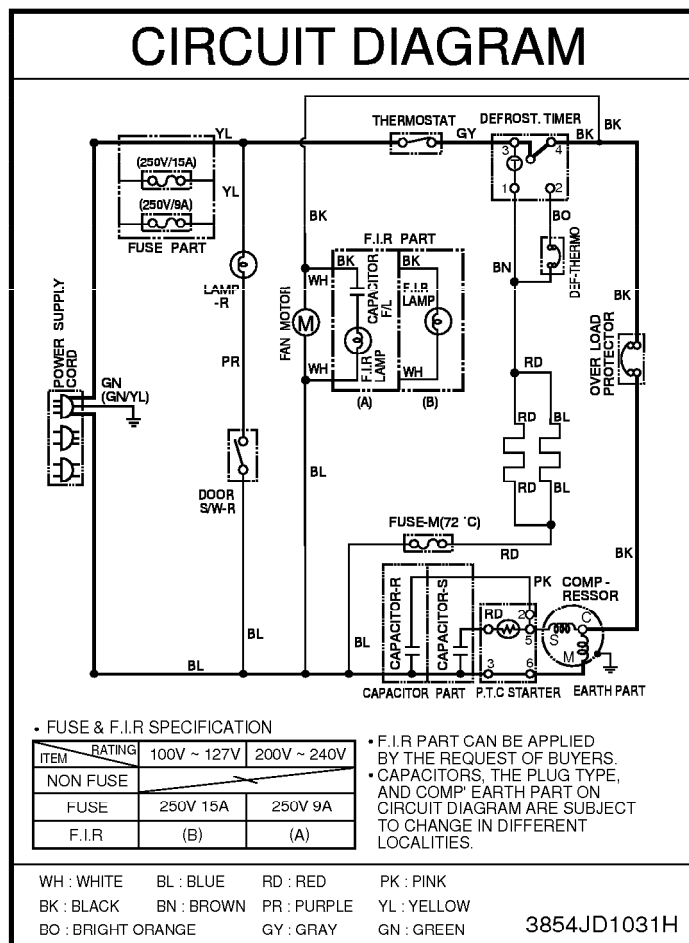 CIRCUIT DIAGRAM
THERMOSTAT
DEFROST. TIMER
YL
GY
BK
BK
3
4
T
1
2
(250V/15A)
YL
(250V/9A)
FUSE PART
BK
BO
F.I.R PART
BK
BK
WH
CAPACITOR F/L
F.I.R LAMP
DEF-THERMO
BN
LAMP -R
FAN MOTOR
M
BK
POWER SUPPLY CORD
GN (GN/YL)
PR
WH
F.I.R LAMP
WH
(A)
(B)
RD
OVER LOAD PROTECTOR
RD
BL
DOOR S/W-R
BL
RD
BL
FUSE-M(72 °C)
RD
BK
CAPACITOR-R
CAPACITOR-S
PK
COMP-RESSOR
RD
2
5
S
C
M
BL
BL
BL
3
6
CAPACITOR PART
P.T.C STARTER
EARTH PART
• FUSE & F.I.R SPECIFICATION
ITEM RATING 100V ~ 127V 200V ~ 240V
NON FUSE
FUSE 250V 15A 250V 9A
F.I.R (B) (A)
• F.I.R PART CAN BE APPLIED
BY THE REQUEST OF BUYERS.
• CAPACITORS, THE PLUG TYPE,
AND COMP' EARTH PART ON
CIRCUIT DIAGRAM ARE SUBJECT
TO CHANGE IN DIFFERENT
LOCALITIES.
WH : WHITE BL : BLUE RD : RED PK : PINK
BK : BLACK BN : BROWN PR : PURPLE YL : YELLOW
BO : BRIGHT ORANGE GY : GRAY GN : GREEN
3854JD1031H